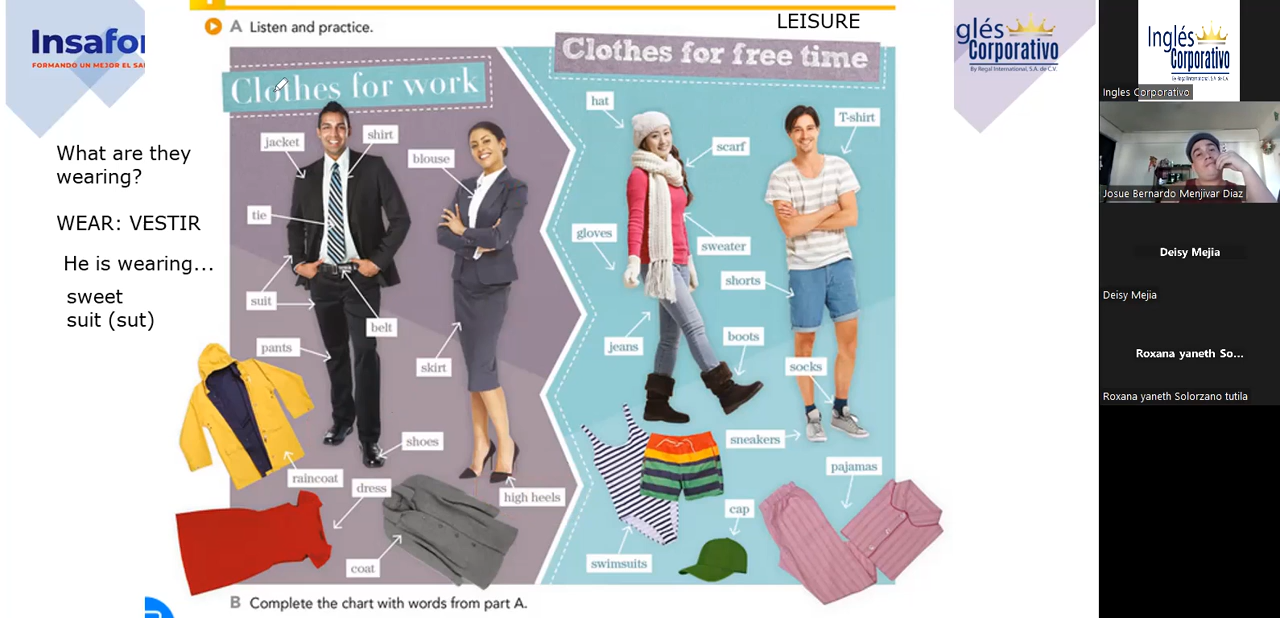 Insafor
FORMANDO UN MEJOR EL SA
A Listen and practice.
LEISURE
glés
Corporativo
By Regal International, S.A. de C.V.
Clothes for work
Clothes for free time
What are they
wearing?
WEAR: VESTIR
He is wearing...
sweet
suit (sut)
jacket
shirt
blouse
tie
suit
belt
pants
skirt
shoes
raincoat
dress
high heels
coat
hat
T-shirt
scarf
gloves
sweater
shorts
jeans
boots
socks
sneakers
pajamas
cap
swimsuits
B Complete the chart with words from part A.
Inglés
Corporativo
Ingles Corporativo
Josue Bernardo Menjivar Diaz
Deisy Mejia
Deisy Mejia
Roxana yaneth So...
Roxana yaneth Solorzano tutila